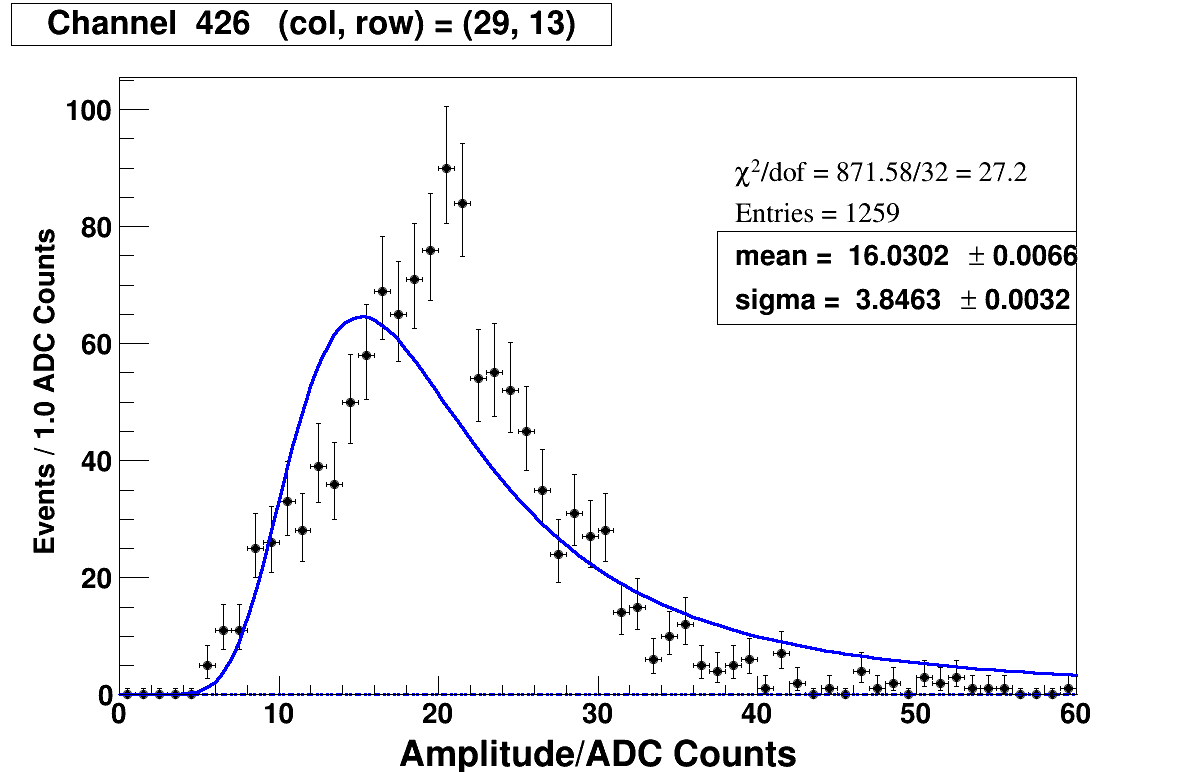 Channel 426 (col, row) = (29, 13)
χ²/dof = 871.58/32 = 27.2
Entries = 1259
mean = 16.0302 ± 0.0066
sigma = 3.8463 ± 0.0032
Events / 1.0 ADC Counts
100
80
60
40
20
0
0 10 20 30 40 50 60
Amplitude/ADC Counts